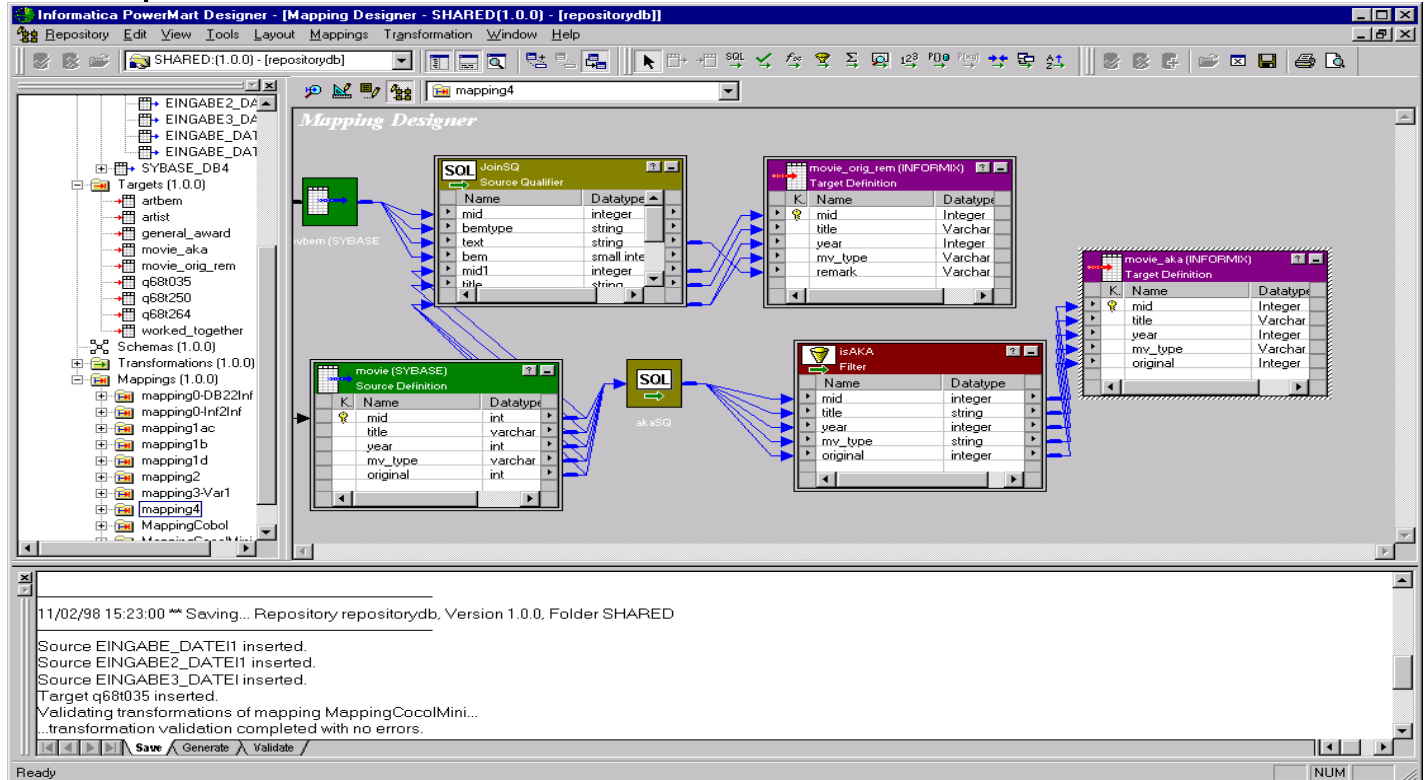 Informatica PowerMart Designer - [Mapping Designer - SHARED(1.0.0) - [repositorydb]]
Repository Edit View Tools Layout Mappings Transformation Window Help
SHARED:(1.0.0) - [repositorydb]
mapping4
EINGABE2_DA
EINGABE3_DA
EINGABE_DAT
EINGABE_DAT
SYBASE_DB4
Targets (1.0.0)
artbem
artist
general_award
movie_aka
movie_orig_rem
q68t035
q68t250
q68t264
worked_together
Schemas (1.0.0)
Transformations (1.0.0)
Mappings (1.0.0)
mapping0-DB22Inf
mapping0-Inf2Inf
mapping1ac
mapping1b
mapping1d
mapping2
mapping3-Var1
mapping4
MappingCobol
Mapping Designer
vbem (SYBASE
SQL JoinSQ
Source Qualifier
Name Datatype
mid integer
bemtype string
text string
bem small inte
mid1 integer
title string
movie_orig_rem (INFORMIX)
Target Definition
K. Name Datatype
mid Integer
title Varchar
year Integer
mv_type Varchar
remark Varchar
movie_aka (INFORMIX)
Target Definition
K. Name Datatype
mid Integer
title Varchar
year Integer
mv_type Varchar
original Integer
movie (SYBASE)
Source Definition
K. Name Datatype
mid int
title varchar
year int
mv_type varchar
original int
SQL
akaSQ
isAKA
Filter
Name Datatype
mid integer
title string
year integer
mv_type string
original integer
11/02/98 15:23:00 ** Saving... Repository repositorydb, Version 1.0.0, Folder SHARED
Source EINGABE_DATEI1 inserted.
Source EINGABE2_DATEI1 inserted.
Source EINGABE3_DATEI inserted.
Target q68t035 inserted.
Validating transformations of mapping MappingCocolMini...
...transformation validation completed with no errors.
Save Generate Validate
Ready
NUM